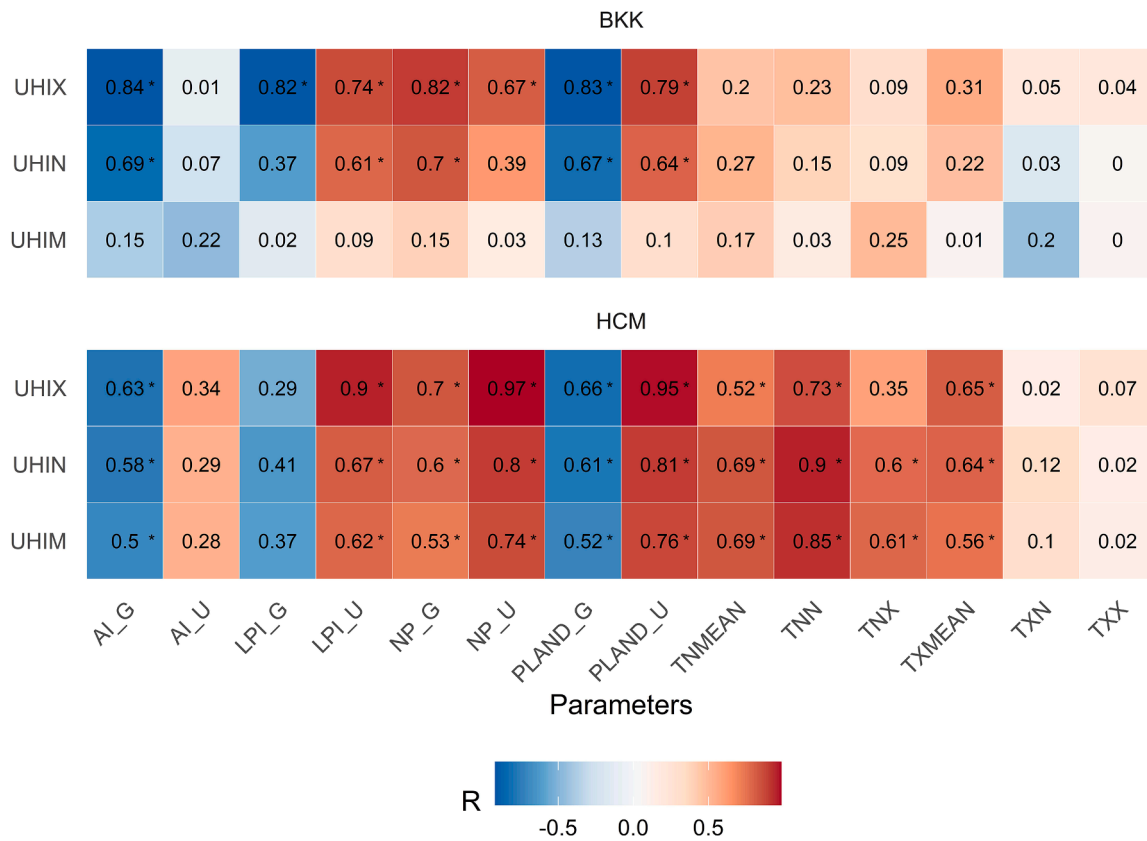 BKK
UHIX 0.84 * 0.01 0.82 * 0.74 * 0.82 * 0.67 * 0.83 * 0.79 * 0.2 0.23 0.09 0.31 0.05 0.04
UHIN 0.69 * 0.07 0.37 0.61 * 0.7 * 0.39 0.67 * 0.64 * 0.27 0.15 0.09 0.22 0.03 0
UHIM 0.15 0.22 0.02 0.09 0.15 0.03 0.13 0.1 0.17 0.03 0.25 0.01 0.2 0
HCM
UHIX 0.63 * 0.34 0.29 0.9 * 0.7 * 0.97 * 0.66 * 0.95 * 0.52 * 0.73 * 0.35 0.65 * 0.02 0.07
UHIN 0.58 * 0.29 0.41 0.67 * 0.6 * 0.8 * 0.61 * 0.81 * 0.69 * 0.9 * 0.6 * 0.64 * 0.12 0.02
UHIM 0.5 * 0.28 0.37 0.62 * 0.53 * 0.74 * 0.52 * 0.76 * 0.69 * 0.85 * 0.61 * 0.56 * 0.1 0.02
AI_G AI_U LPI_G LPI_U NP_G NP_U PLAND_G PLAND_U TNMEAN TNN TNX TXMEAN TXN TXX
Parameters
R
-0.5 0.0 0.5